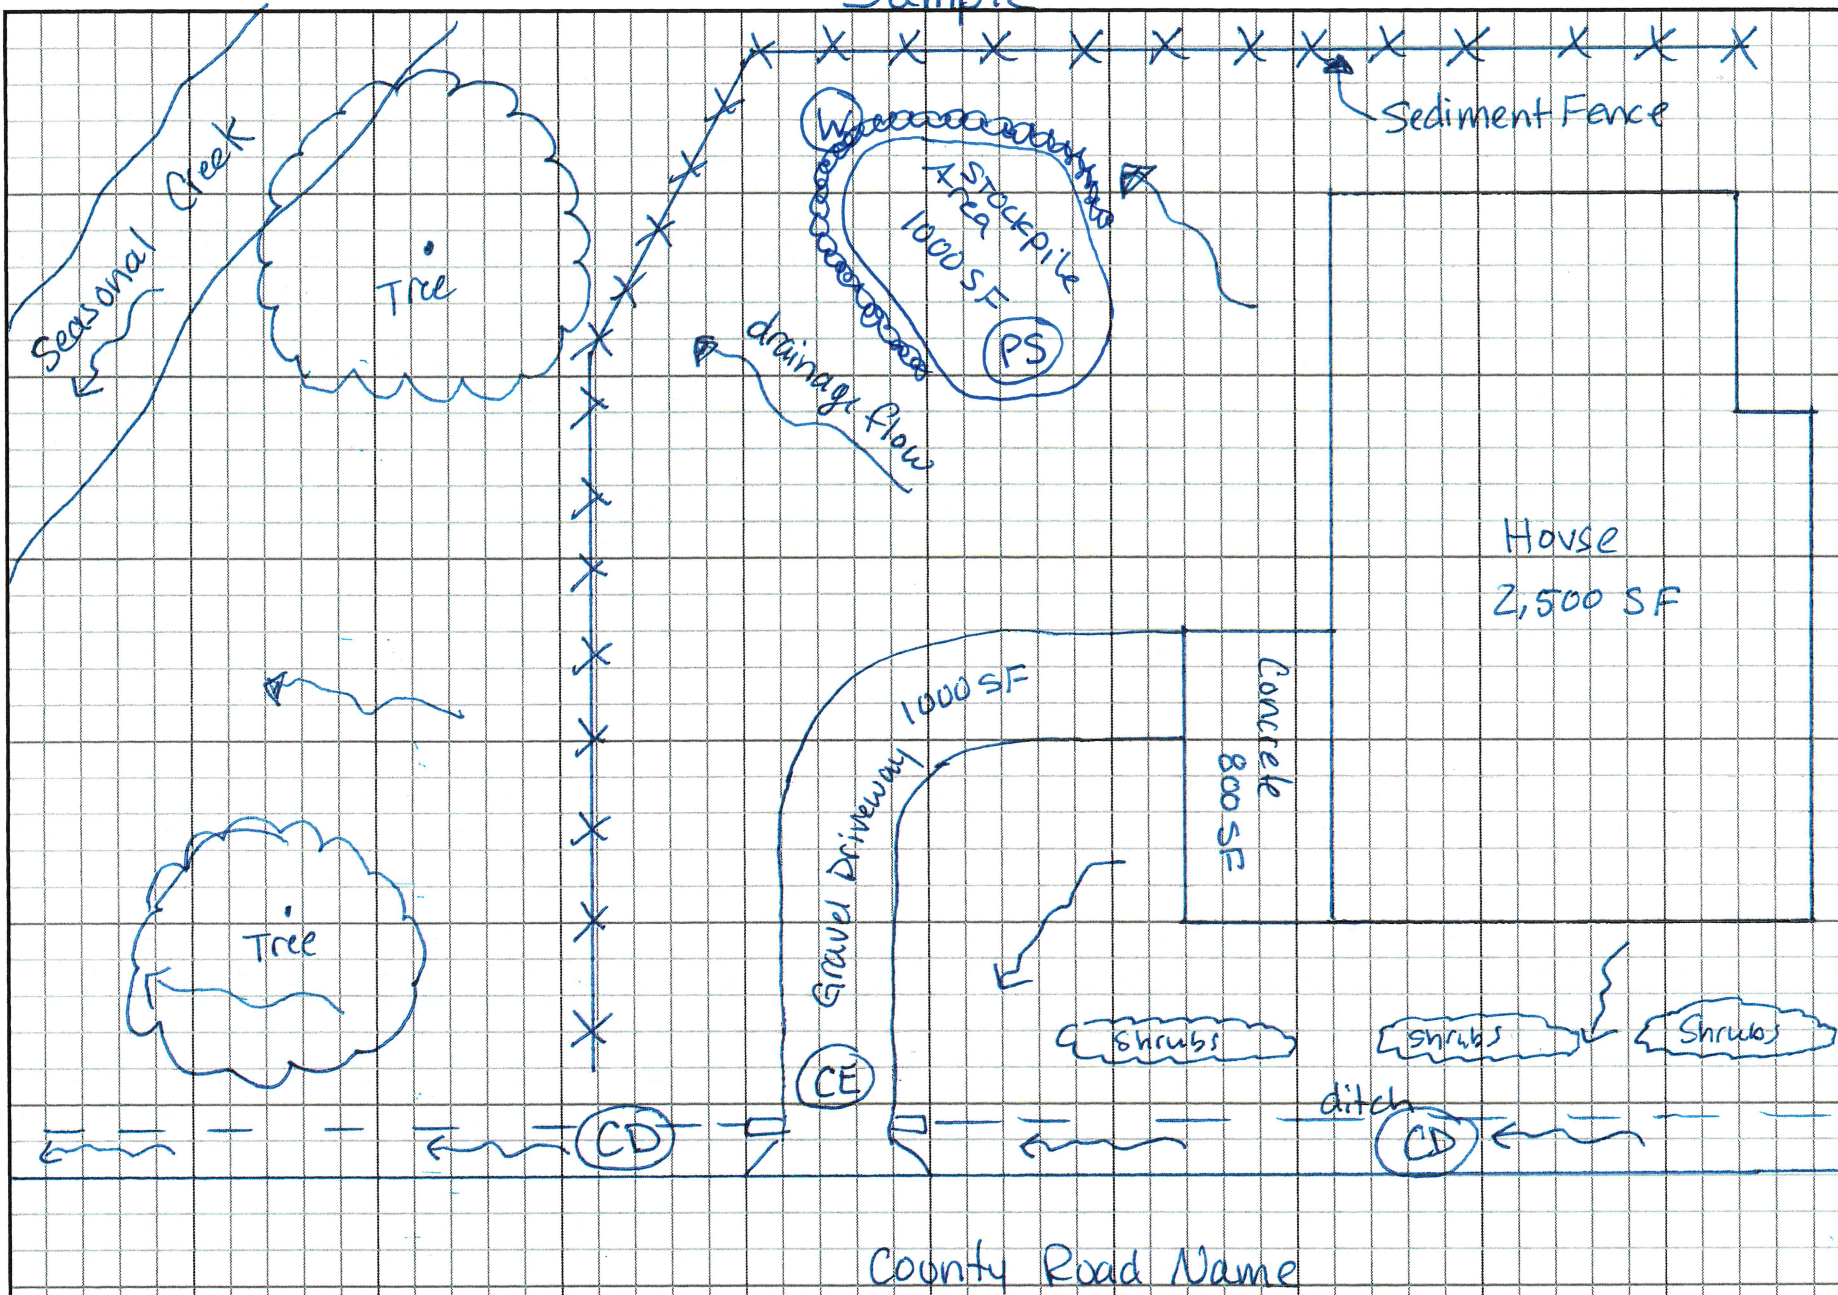 Sample
Sediment Fence
Seasonal Creek
Tree
W
Stockpile
Area
1000 SF
PS
drainage flow
House
2,500 SF
1000 SF
Gravel Driveway
Concrete
800 SF
Tree
CE
Shrubs
Shrubs
Shrubs
ditch
CD
CD
County Road Name